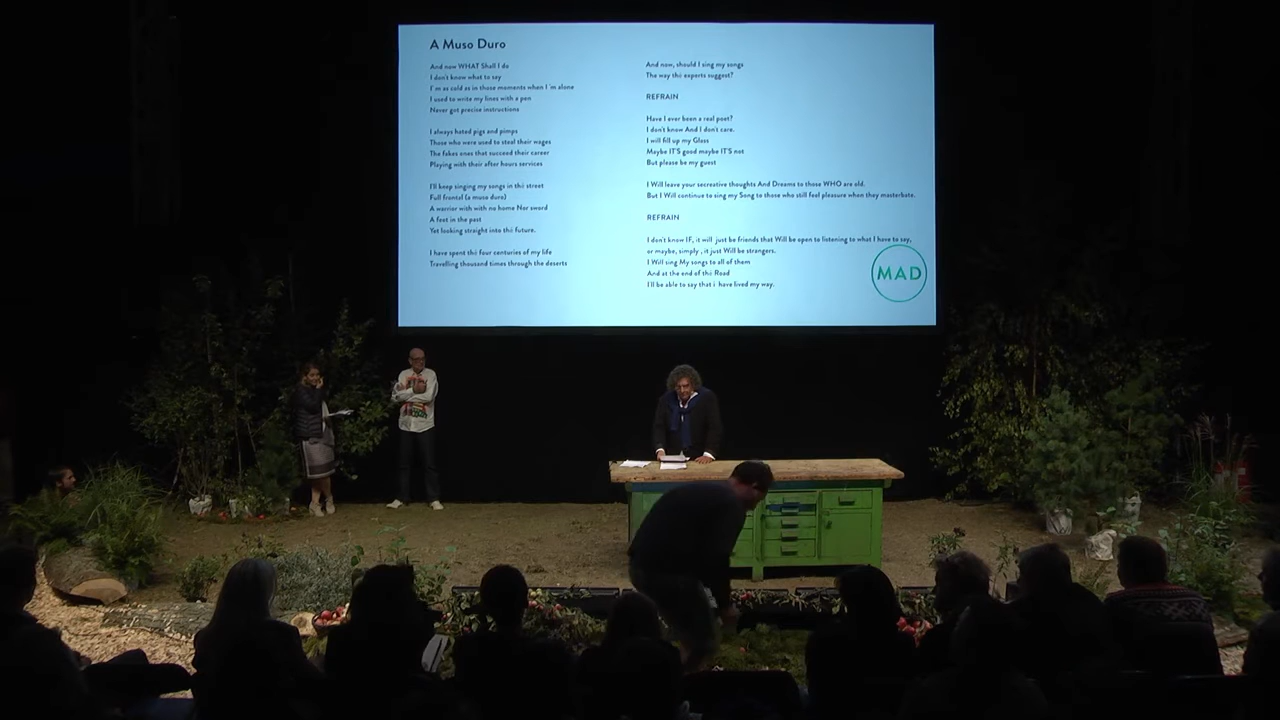 A Muso Duro
And now WHAT Shall I do
I don't know what to say
I'm as cold as in those moments when I'm alone
I used to write my lines with a pen
Never got precise instructions
I always hated pigs and pimps
Those who were used to steal their wages
The fakes ones that succeed their career
Playing with their after hours services
I'll keep singing my songs in the street
Full frontal (a muso duro)
A warrior with with no home Nor sword
A feet in the past
Yet looking straight into the future.
I have spent the four centuries of my life
Travelling thousand times through the deserts
And now, should I sing my songs
The way the experts suggest?
REFRAIN
Have I ever been a real poet?
I don't know And I don't care.
I will fill up my Glass
Maybe IT'S good maybe IT'S not
But please be my guest
I Will leave your secreative thoughts And Dreams to those WHO are old.
But I Will continue to sing my Song to those who still feel pleasure when they masterbate.
REFRAIN
I don't know IF, it will just be friends that Will be open to listening to what I have to say,
or maybe, simply, it just Will be strangers.
I Will sing My songs to all of them
And at the end of the Road
I'll be able to say that i have lived my way.
MAD